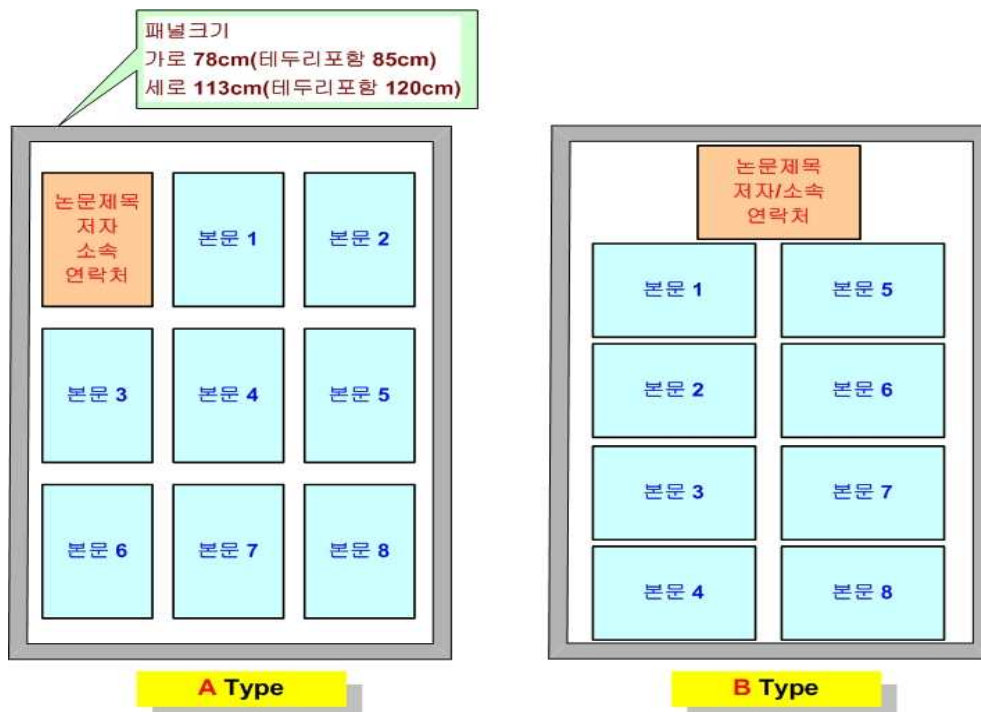 패널크기
가로 78cm(테두리포함 85cm)
세로 113cm(테두리포함 120cm)
논문제목
저자
소속
연락처
본문 1
본문 2
본문 3
본문 4
본문 5
본문 6
본문 7
본문 8
A Type
논문제목
저자/소속
연락처
본문 1
본문 5
본문 2
본문 6
본문 3
본문 7
본문 4
본문 8
B Type